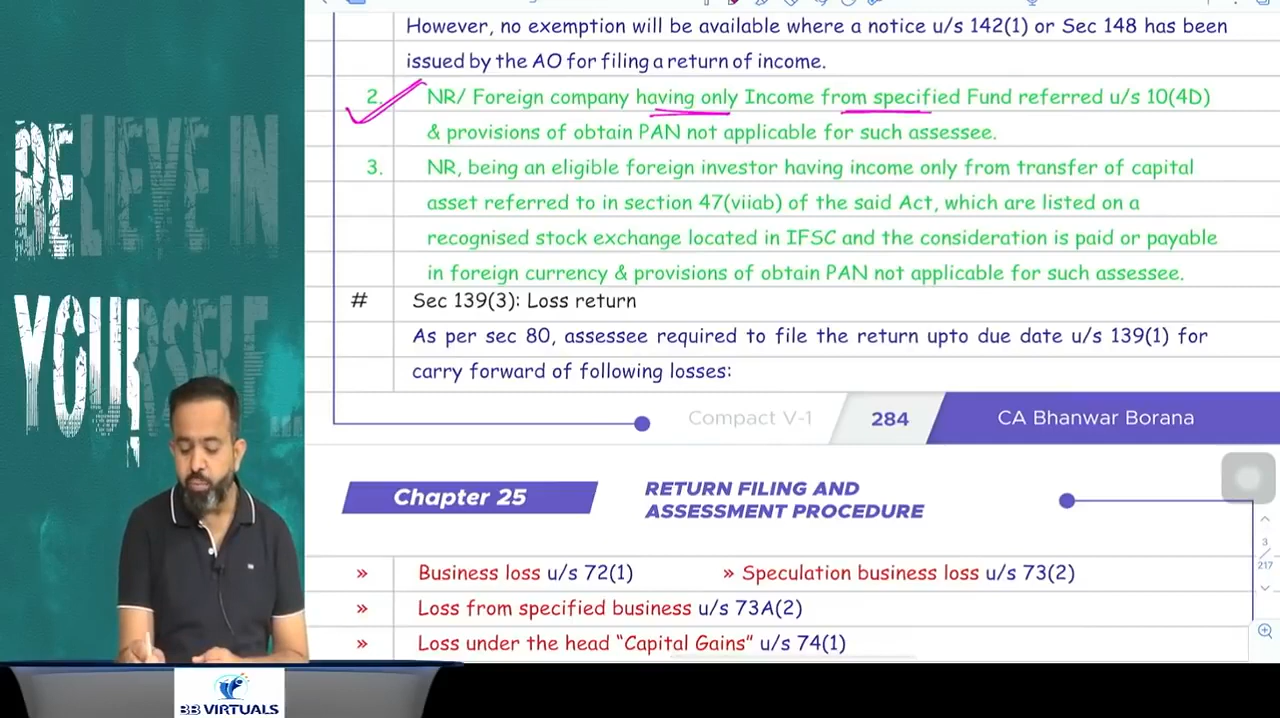 BELIEVE IN
YOURSELF...
However, no exemption will be available where a notice u/s 142(1) or Sec 148 has been
issued by the AO for filing a return of income.
2. NR/ Foreign company having only Income from specified Fund referred u/s 10(4D)
& provisions of obtain PAN not applicable for such assessee.
3. NR, being an eligible foreign investor having income only from transfer of capital
asset referred to in section 47(viiab) of the said Act, which are listed on a
recognised stock exchange located in IFSC and the consideration is paid or payable
in foreign currency & provisions of obtain PAN not applicable for such assessee.
# Sec 139(3): Loss return
As per sec 80, assessee required to file the return upto due date u/s 139(1) for
carry forward of following losses:
Compact V-1 284 CA Bhanwar Borana
Chapter 25
RETURN FILING AND
ASSESSMENT PROCEDURE
3
217
» Business loss u/s 72(1) » Speculation business loss u/s 73(2)
» Loss from specified business u/s 73A(2)
» Loss under the head “Capital Gains” u/s 74(1)
BB VIRTUALS